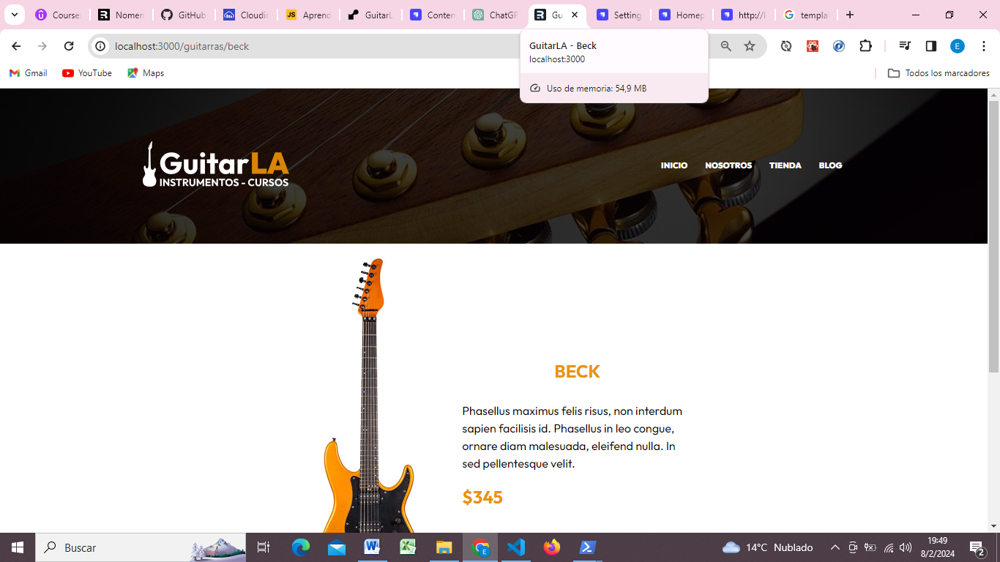 Course
Nomen
GitHub
Cloudin
JS Aprend
GuitarL
Conten
ChatGP
Gu
Setting
Homep
http://l
templa
localhost:3000/guitarras/beck
E
GuitarLA - Beck
localhost:3000
Uso de memoria: 54,9 MB
Gmail
YouTube
Maps
Todos los marcadores
GuitarLA
INSTRUMENTOS - CURSOS
INICIO
NOSOTROS
TIENDA
BLOG
BECK
Phasellus maximus felis risus, non interdum
sapien facilisis id. Phasellus in leo congue,
ornare diam malesuada, eleifend nulla. In
sed pellentesque velit.
$345
Buscar
14°C Nublado
19:49
8/2/2024
2